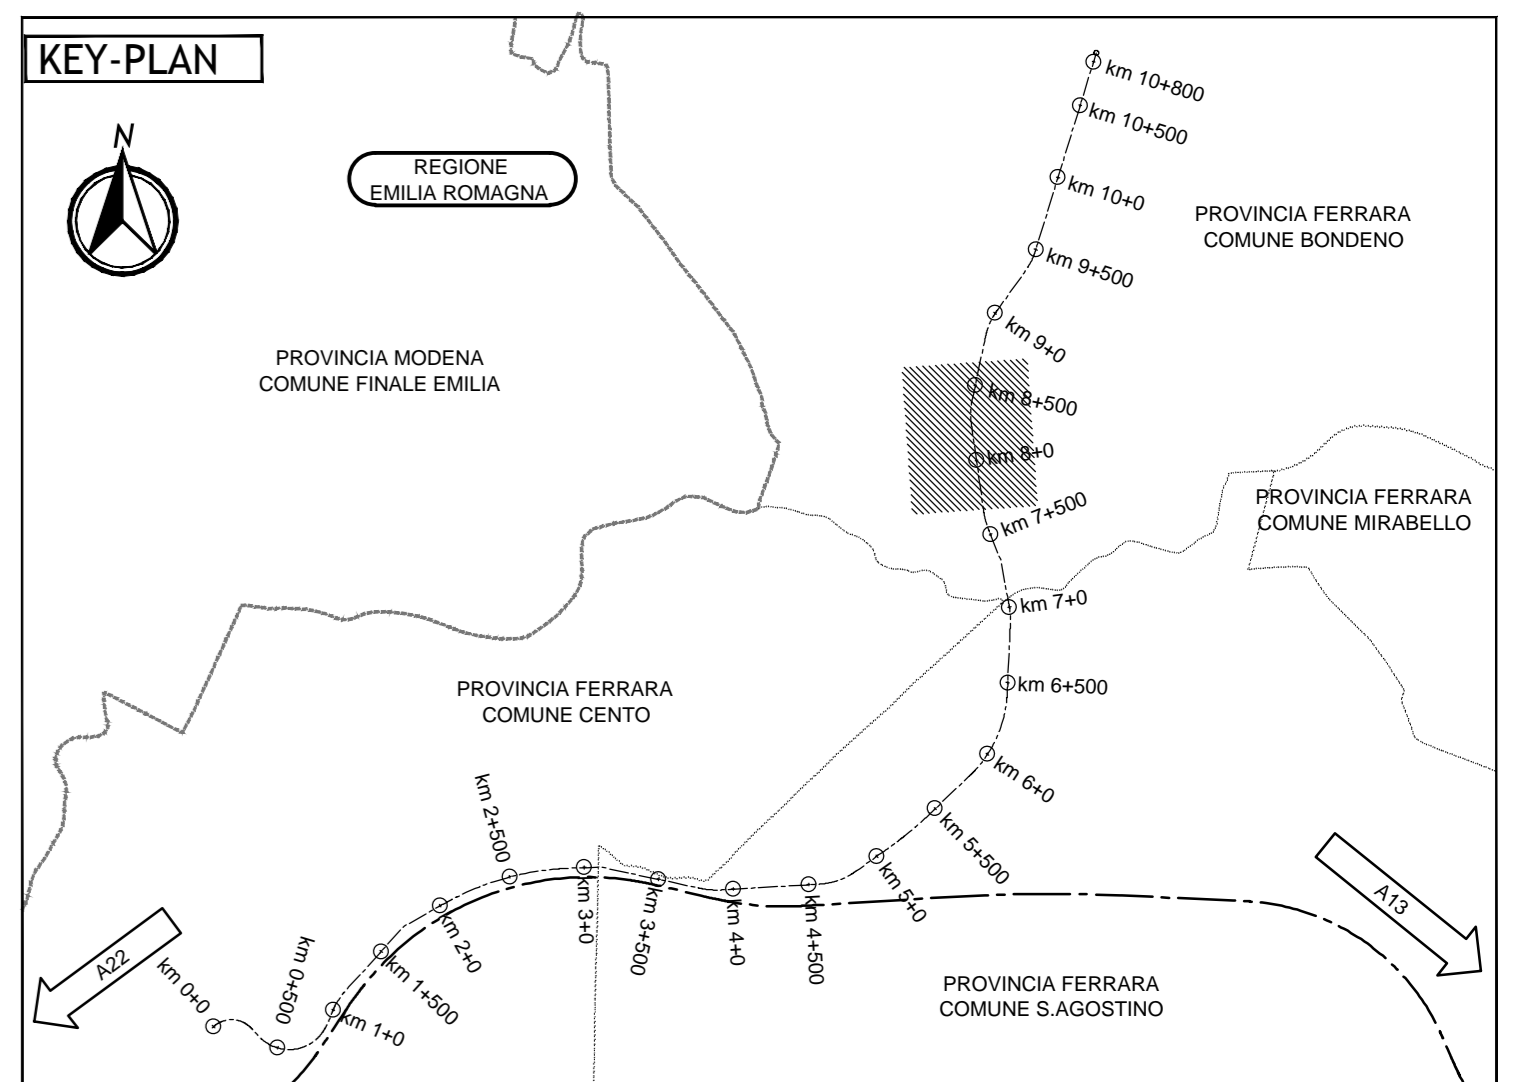 KEY-PLAN
N
REGIONE
EMILIA ROMAGNA
km 10+800
km 10+500
km 10+0
PROVINCIA FERRARA
COMUNE BONDENO
km 9+500
km 9+0
PROVINCIA MODENA
COMUNE FINALE EMILIA
km 8+500
km 8+0
PROVINCIA FERRARA
COMUNE MIRABELLO
km 7+500
km 7+0
km 6+500
PROVINCIA FERRARA
COMUNE CENTO
km 6+0
km 5+500
km 5+0
km 4+500
km 4+0
km 3+500
km 3+0
km 2+500
km 2+0
km 1+500
km 1+0
km 0+500
km 0+0
A22
A13
PROVINCIA FERRARA
COMUNE S.AGOSTINO